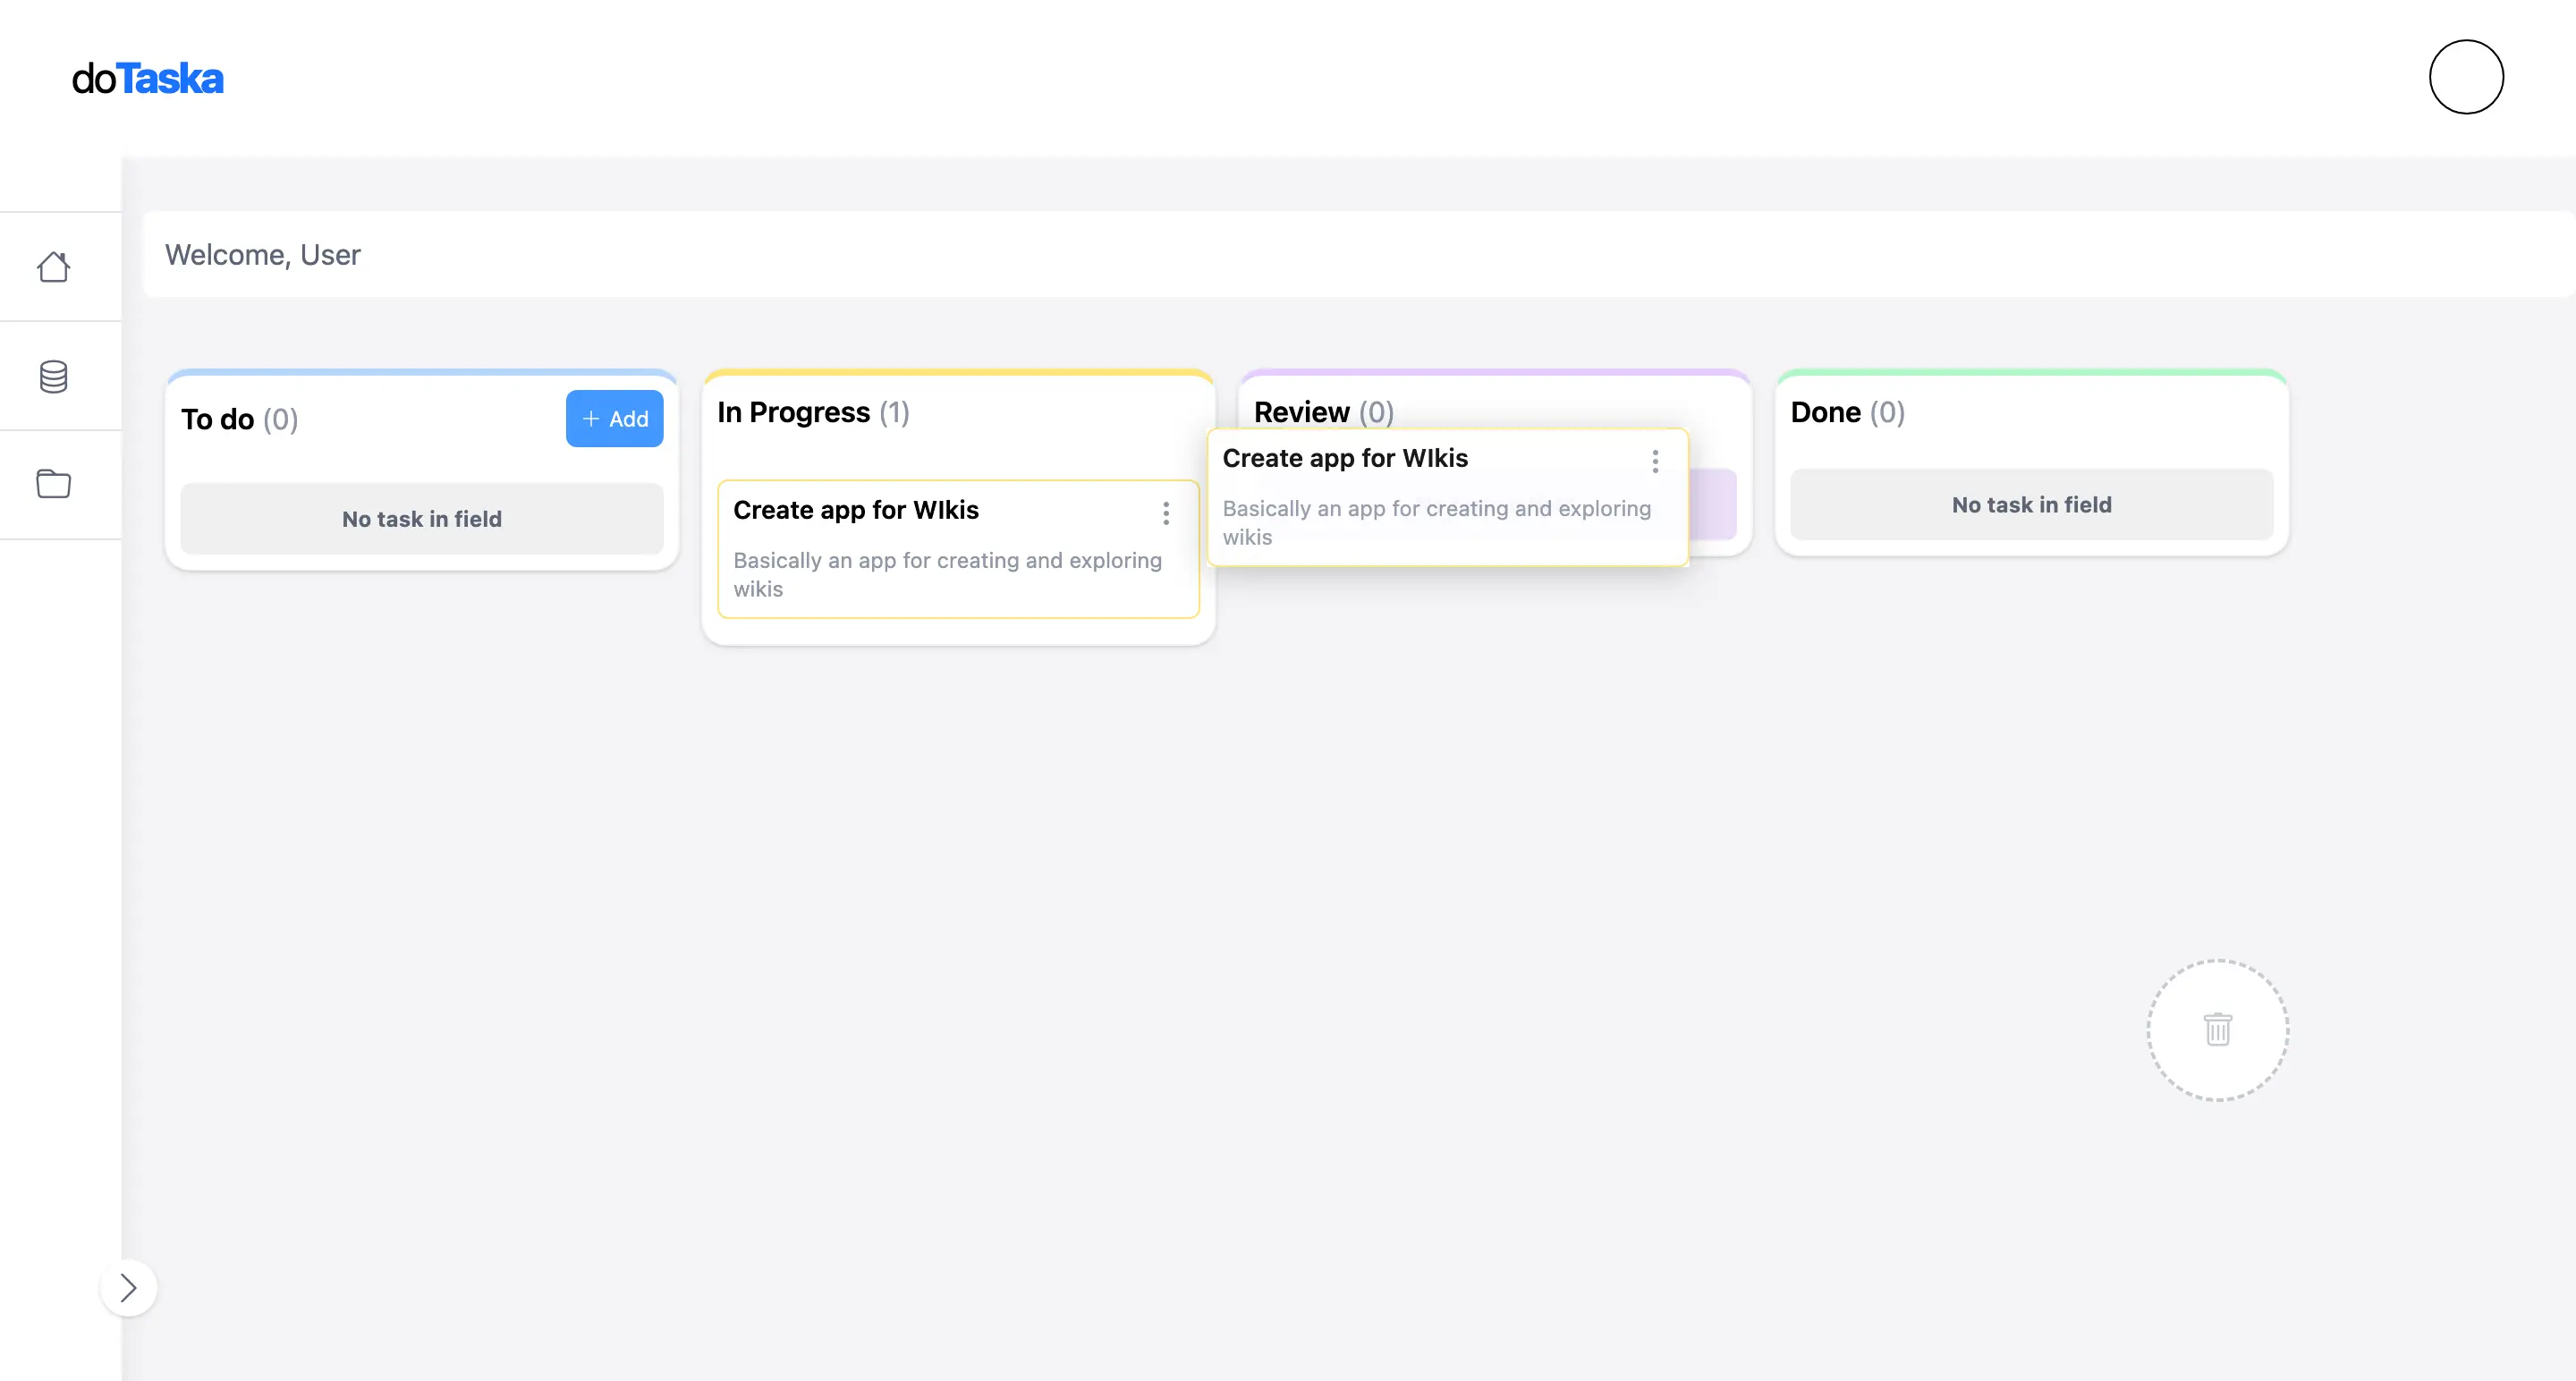 doTaska
Welcome, User
To do (0)
+ Add
No task in field
In Progress (1)
Create app for WIkis
Basically an app for creating and exploring
wikis
Review (0)
Create app for WIkis
Basically an app for creating and exploring
wikis
Done (0)
No task in field